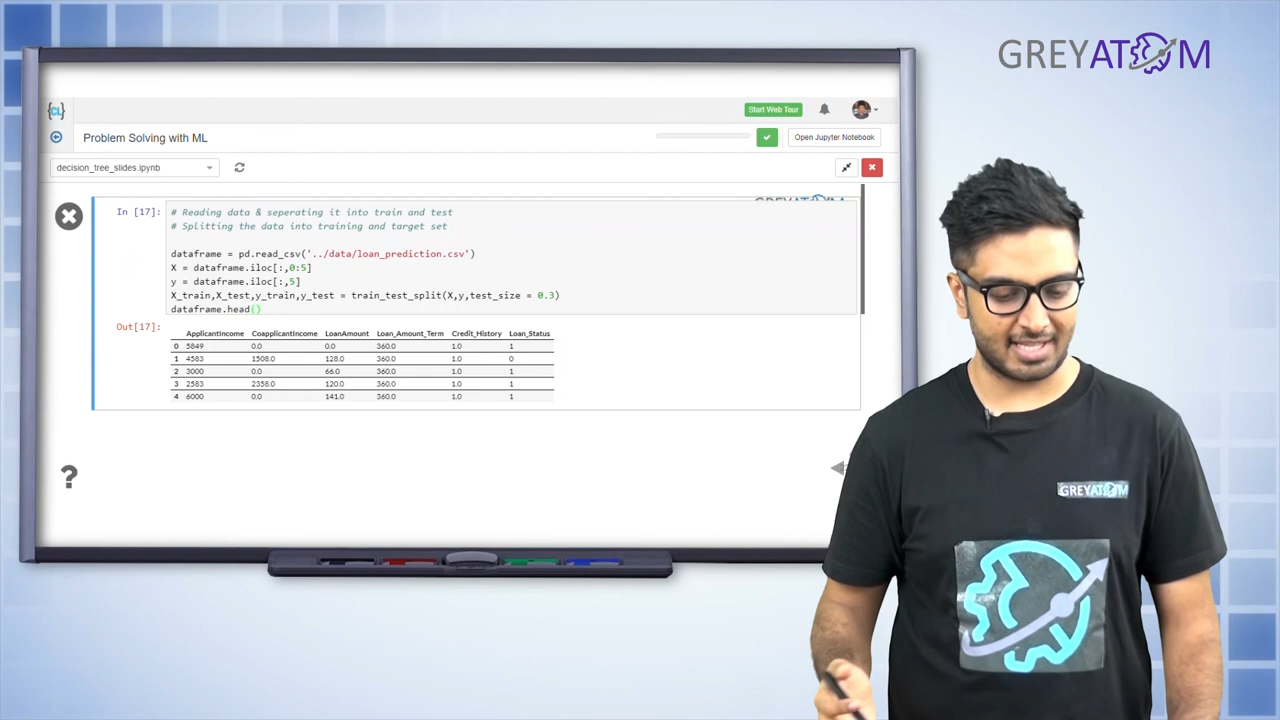 GREYATOM
{CL}
Start Web Tour
Problem Solving with ML
Open Jupyter Notebook
decision_tree_slides.ipynb
In [17]:
# Reading data & seperating it into train and test
# Splitting the data into training and target set
dataframe = pd.read_csv('../data/loan_prediction.csv')
X = dataframe.iloc[:,0:5]
y = dataframe.iloc[:,5]
X_train,X_test,y_train,y_test = train_test_split(X,y,test_size = 0.3)
dataframe.head()
Out[17]:
ApplicantIncome CoapplicantIncome LoanAmount Loan_Amount_Term Credit_History Loan_Status
0 5849 0.0 0.0 360.0 1.0 1
1 4583 1508.0 128.0 360.0 1.0 0
2 3000 0.0 66.0 360.0 1.0 1
3 2583 2358.0 120.0 360.0 1.0 1
4 6000 0.0 141.0 360.0 1.0 1
?
GREYATOM